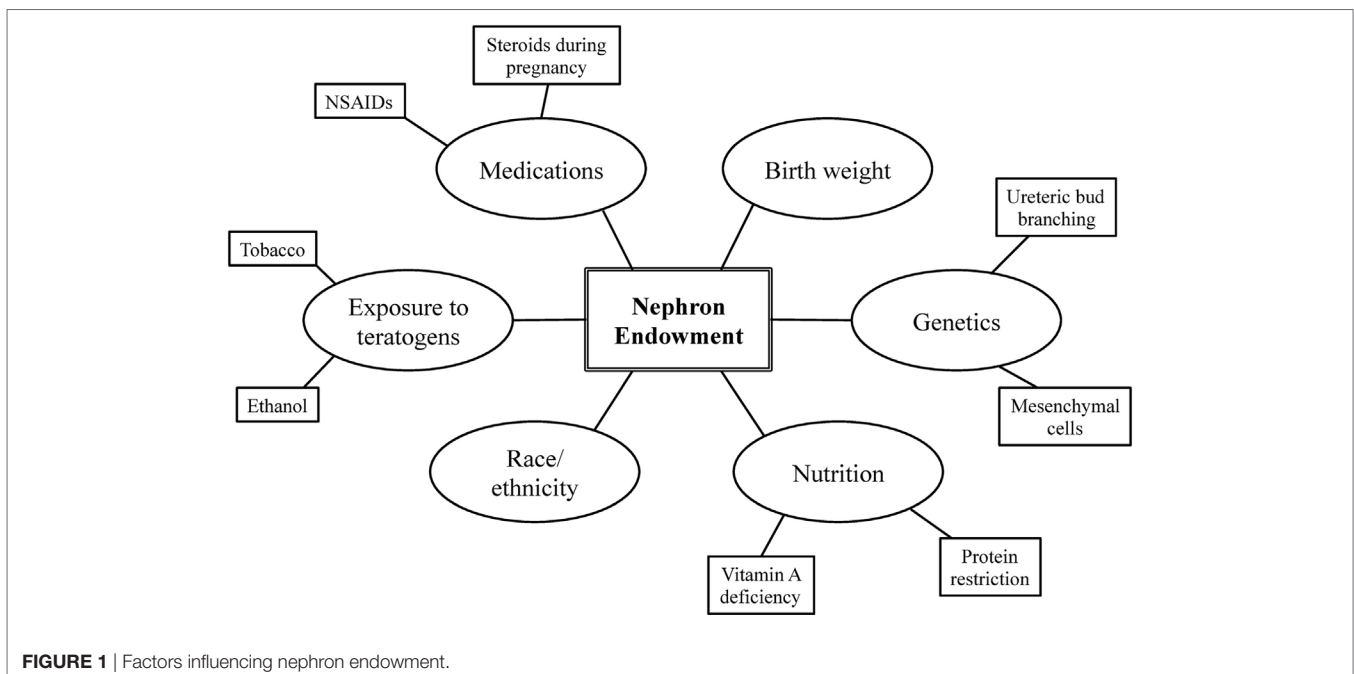 Steroids during
pregnancy
NSAIDs
Medications
Birth weight
Ureteric bud
branching
Tobacco
Exposure to
teratogens
Nephron
Endowment
Genetics
Ethanol
Mesenchymal
cells
Race/
ethnicity
Nutrition
Vitamin A
deficiency
Protein
restriction
FIGURE 1 | Factors influencing nephron endowment.